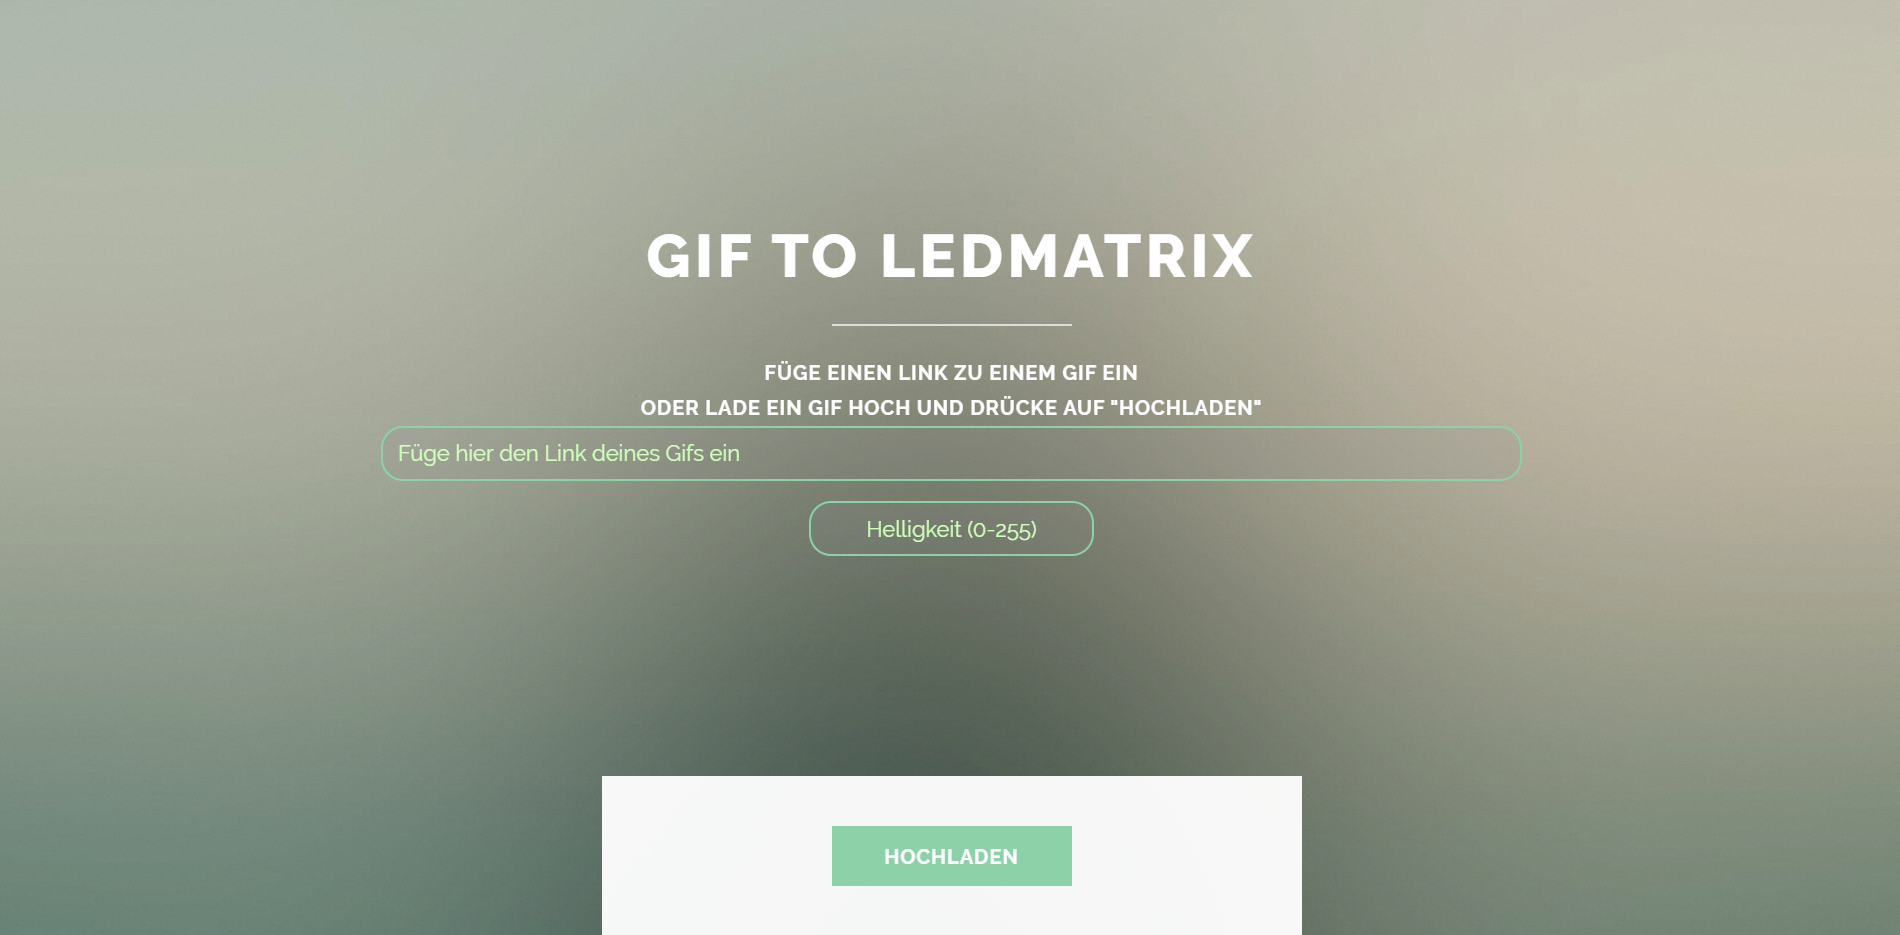 GIF TO LEDMATRIX
FÜGE EINEN LINK ZU EINEM GIF EIN
ODER LADE EIN GIF HOCH UND DRÜCKE AUF "HOCHLADEN"
Füge hier den Link deines Gifs ein
Helligkeit (0-255)
HOCHLADEN